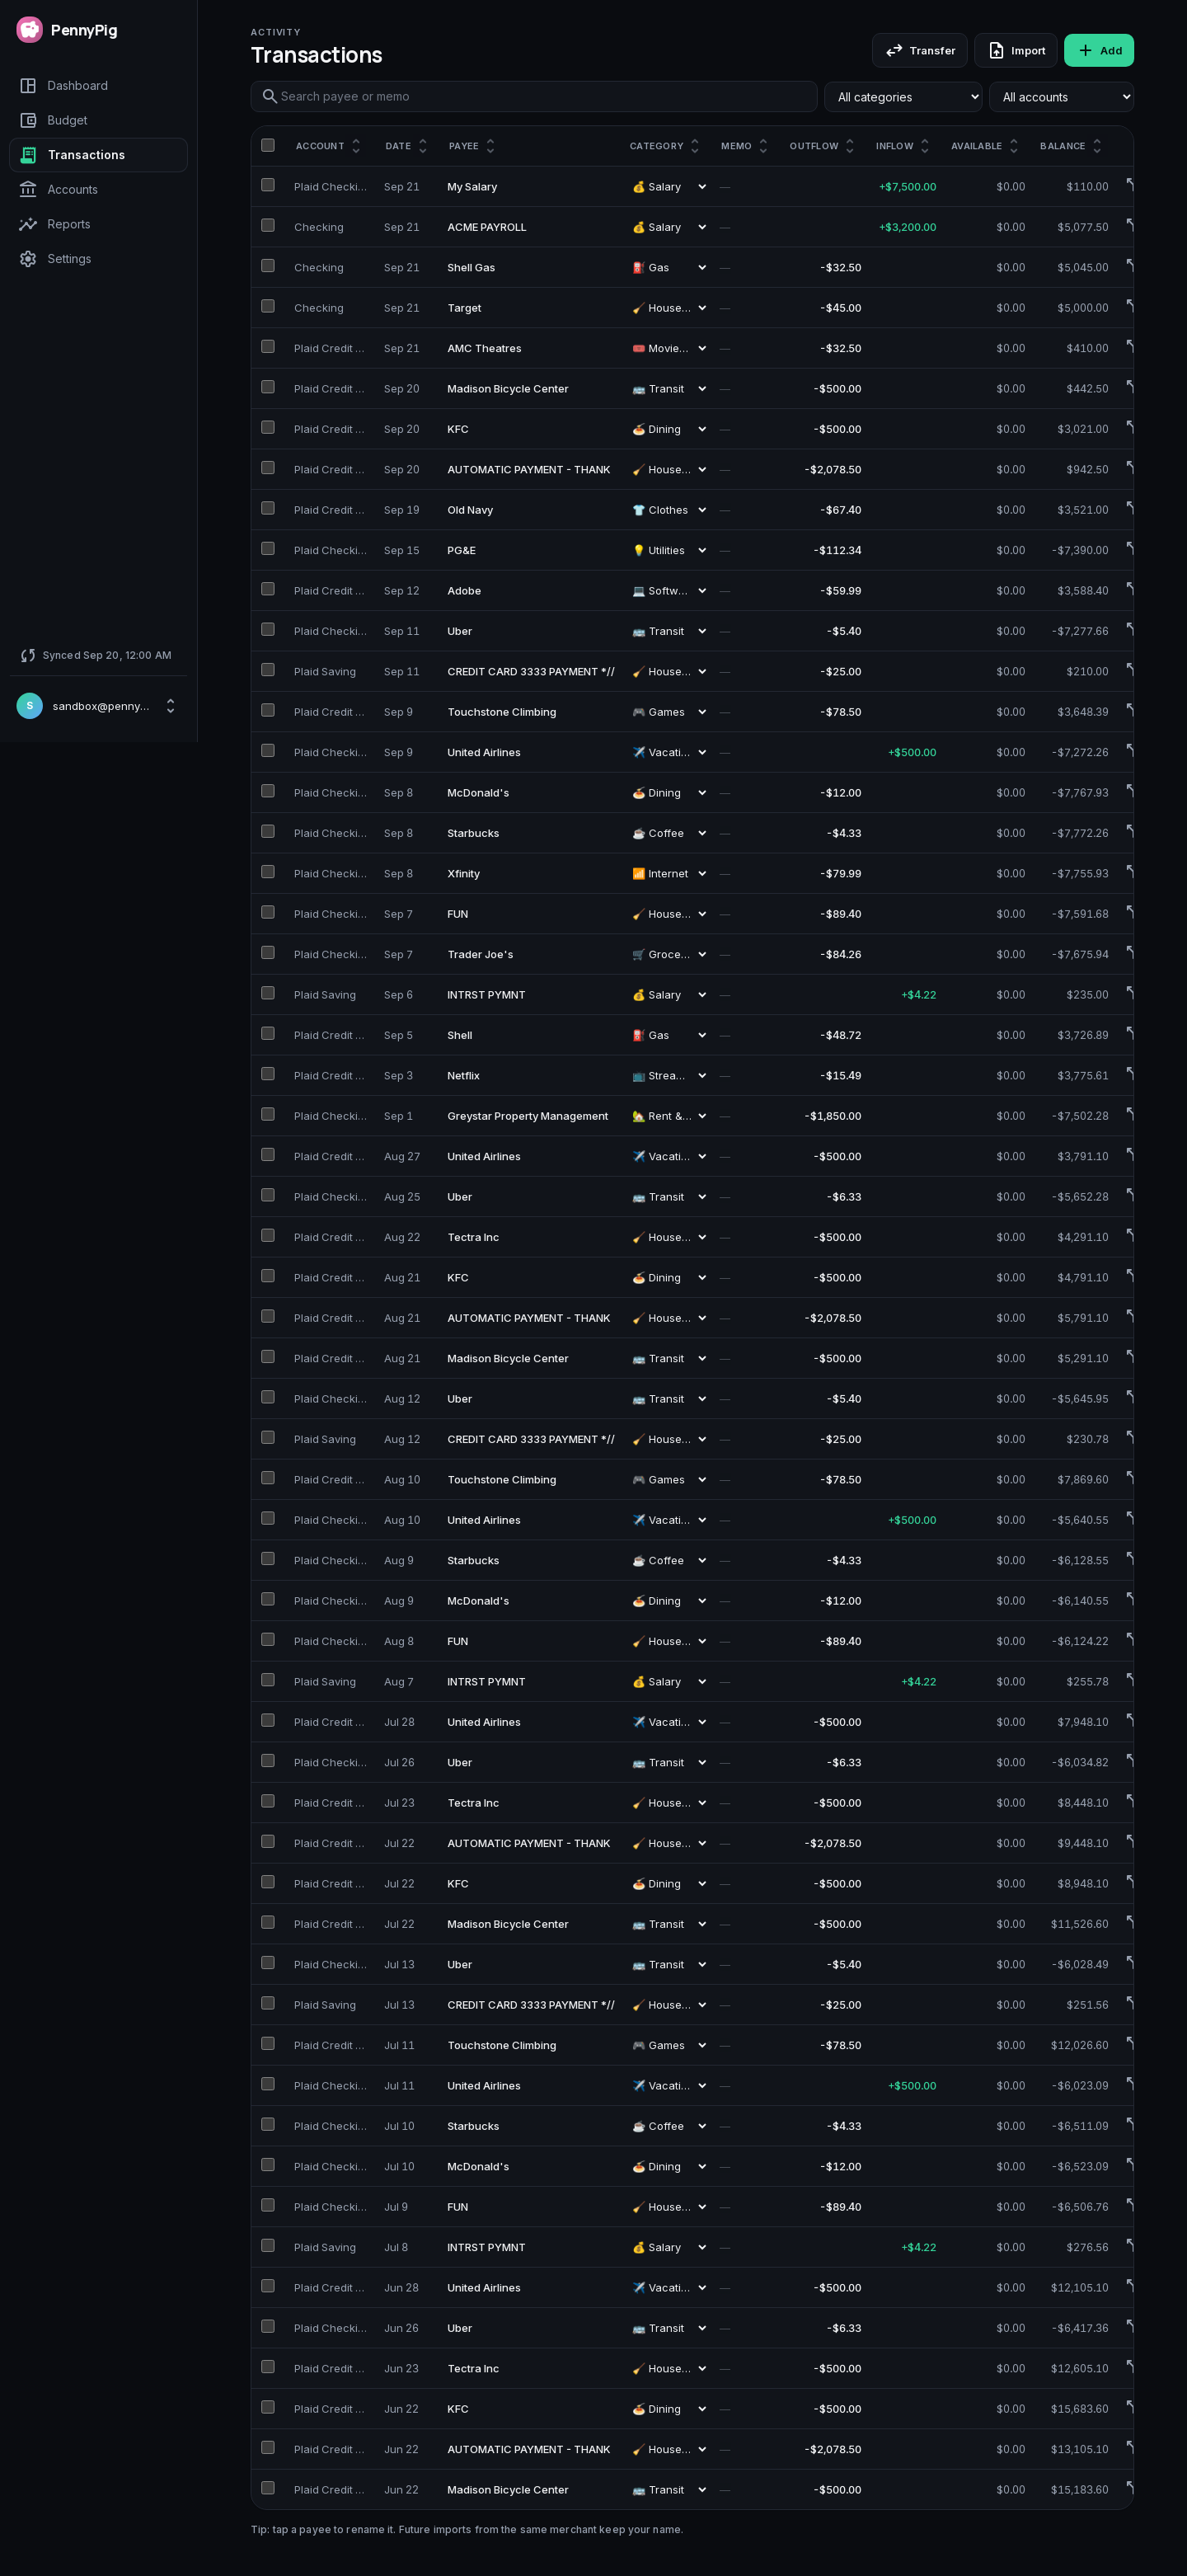 PennyPig
Dashboard
Budget
Transactions
Accounts
Reports
Settings
Synced Sep 20, 12:00 AM
S
sandbox@penny...
ACTIVITY
Transactions
Transfer
Import
Add
Search payee or memo
All categories
All accounts
ACCOUNT DATE PAYEE CATEGORY MEMO OUTFLOW INFLOW AVAILABLE BALANCE
Plaid Checki... Sep 21 My Salary 💰 Salary — +$7,500.00 $0.00 $110.00
Checking Sep 21 ACME PAYROLL 💰 Salary — +$3,200.00 $0.00 $5,077.50
Checking Sep 21 Shell Gas ⛽ Gas — -$32.50 $0.00 $5,045.00
Checking Sep 21 Target 🧹 House... — -$45.00 $0.00 $5,000.00
Plaid Credit ... Sep 21 AMC Theatres 🎟️ Movie... — -$32.50 $0.00 $410.00
Plaid Credit ... Sep 20 Madison Bicycle Center 🚌 Transit — -$500.00 $0.00 $442.50
Plaid Credit ... Sep 20 KFC 🍝 Dining — -$500.00 $0.00 $3,021.00
Plaid Credit ... Sep 20 AUTOMATIC PAYMENT - THANK 🧹 House... — -$2,078.50 $0.00 $942.50
Plaid Credit ... Sep 19 Old Navy 👕 Clothes — -$67.40 $0.00 $3,521.00
Plaid Checki... Sep 15 PG&E 💡 Utilities — -$112.34 $0.00 -$7,390.00
Plaid Credit ... Sep 12 Adobe 💻 Softw... — -$59.99 $0.00 $3,588.40
Plaid Checki... Sep 11 Uber 🚌 Transit — -$5.40 $0.00 -$7,277.66
Plaid Saving Sep 11 CREDIT CARD 3333 PAYMENT *// 🧹 House... — -$25.00 $0.00 $210.00
Plaid Credit ... Sep 9 Touchstone Climbing 🎮 Games — -$78.50 $0.00 $3,648.39
Plaid Checki... Sep 9 United Airlines ✈️ Vacati... — +$500.00 $0.00 -$7,272.26
Plaid Checki... Sep 8 McDonald's 🍝 Dining — -$12.00 $0.00 -$7,767.93
Plaid Checki... Sep 8 Starbucks ☕ Coffee — -$4.33 $0.00 -$7,772.26
Plaid Checki... Sep 8 Xfinity 📶 Internet — -$79.99 $0.00 -$7,755.93
Plaid Checki... Sep 7 FUN 🧹 House... — -$89.40 $0.00 -$7,591.68
Plaid Checki... Sep 7 Trader Joe's 🛒 Groce... — -$84.26 $0.00 -$7,675.94
Plaid Saving Sep 6 INTRST PYMNT 💰 Salary — +$4.22 $0.00 $235.00
Plaid Credit ... Sep 5 Shell ⛽ Gas — -$48.72 $0.00 $3,726.89
Plaid Credit ... Sep 3 Netflix 📺 Strea... — -$15.49 $0.00 $3,775.61
Plaid Checki... Sep 1 Greystar Property Management 🏡 Rent &... — -$1,850.00 $0.00 -$7,502.28
Plaid Credit ... Aug 27 United Airlines ✈️ Vacati... — -$500.00 $0.00 $3,791.10
Plaid Checki... Aug 25 Uber 🚌 Transit — -$6.33 $0.00 -$5,652.28
Plaid Credit ... Aug 22 Tectra Inc 🧹 House... — -$500.00 $0.00 $4,291.10
Plaid Credit ... Aug 21 KFC 🍝 Dining — -$500.00 $0.00 $4,791.10
Plaid Credit ... Aug 21 AUTOMATIC PAYMENT - THANK 🧹 House... — -$2,078.50 $0.00 $5,791.10
Plaid Credit ... Aug 21 Madison Bicycle Center 🚌 Transit — -$500.00 $0.00 $5,291.10
Plaid Checki... Aug 12 Uber 🚌 Transit — -$5.40 $0.00 -$5,645.95
Plaid Saving Aug 12 CREDIT CARD 3333 PAYMENT *// 🧹 House... — -$25.00 $0.00 $230.78
Plaid Credit ... Aug 10 Touchstone Climbing 🎮 Games — -$78.50 $0.00 $7,869.60
Plaid Checki... Aug 10 United Airlines ✈️ Vacati... — +$500.00 $0.00 -$5,640.55
Plaid Checki... Aug 9 Starbucks ☕ Coffee — -$4.33 $0.00 -$6,128.55
Plaid Checki... Aug 9 McDonald's 🍝 Dining — -$12.00 $0.00 -$6,140.55
Plaid Checki... Aug 8 FUN 🧹 House... — -$89.40 $0.00 -$6,124.22
Plaid Saving Aug 7 INTRST PYMNT 💰 Salary — +$4.22 $0.00 $255.78
Plaid Credit ... Jul 28 United Airlines ✈️ Vacati... — -$500.00 $0.00 $7,948.10
Plaid Checki... Jul 26 Uber 🚌 Transit — -$6.33 $0.00 -$6,034.82
Plaid Credit ... Jul 23 Tectra Inc 🧹 House... — -$500.00 $0.00 $8,448.10
Plaid Credit ... Jul 22 AUTOMATIC PAYMENT - THANK 🧹 House... — -$2,078.50 $0.00 $9,448.10
Plaid Credit ... Jul 22 KFC 🍝 Dining — -$500.00 $0.00 $8,948.10
Plaid Credit ... Jul 22 Madison Bicycle Center 🚌 Transit — -$500.00 $0.00 $11,526.60
Plaid Checki... Jul 13 Uber 🚌 Transit — -$5.40 $0.00 -$6,028.49
Plaid Saving Jul 13 CREDIT CARD 3333 PAYMENT *// 🧹 House... — -$25.00 $0.00 $251.56
Plaid Credit ... Jul 11 Touchstone Climbing 🎮 Games — -$78.50 $0.00 $12,026.60
Plaid Checki... Jul 11 United Airlines ✈️ Vacati... — +$500.00 $0.00 -$6,023.09
Plaid Checki... Jul 10 Starbucks ☕ Coffee — -$4.33 $0.00 -$6,511.09
Plaid Checki... Jul 10 McDonald's 🍝 Dining — -$12.00 $0.00 -$6,523.09
Plaid Checki... Jul 9 FUN 🧹 House... — -$89.40 $0.00 -$6,506.76
Plaid Saving Jul 8 INTRST PYMNT 💰 Salary — +$4.22 $0.00 $276.56
Plaid Credit ... Jun 28 United Airlines ✈️ Vacati... — -$500.00 $0.00 $12,105.10
Plaid Checki... Jun 26 Uber 🚌 Transit — -$6.33 $0.00 -$6,417.36
Plaid Credit ... Jun 23 Tectra Inc 🧹 House... — -$500.00 $0.00 $12,605.10
Plaid Credit ... Jun 22 KFC 🍝 Dining — -$500.00 $0.00 $15,683.60
Plaid Credit ... Jun 22 AUTOMATIC PAYMENT - THANK 🧹 House... — -$2,078.50 $0.00 $13,105.10
Plaid Credit ... Jun 22 Madison Bicycle Center 🚌 Transit — -$500.00 $0.00 $15,183.60
Tip: tap a payee to rename it. Future imports from the same merchant keep your name.